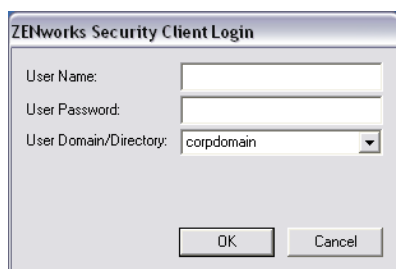 ZENworks Security Client Login
User Name:
User Password:
User Domain/Directory: corpdomain
OK Cancel